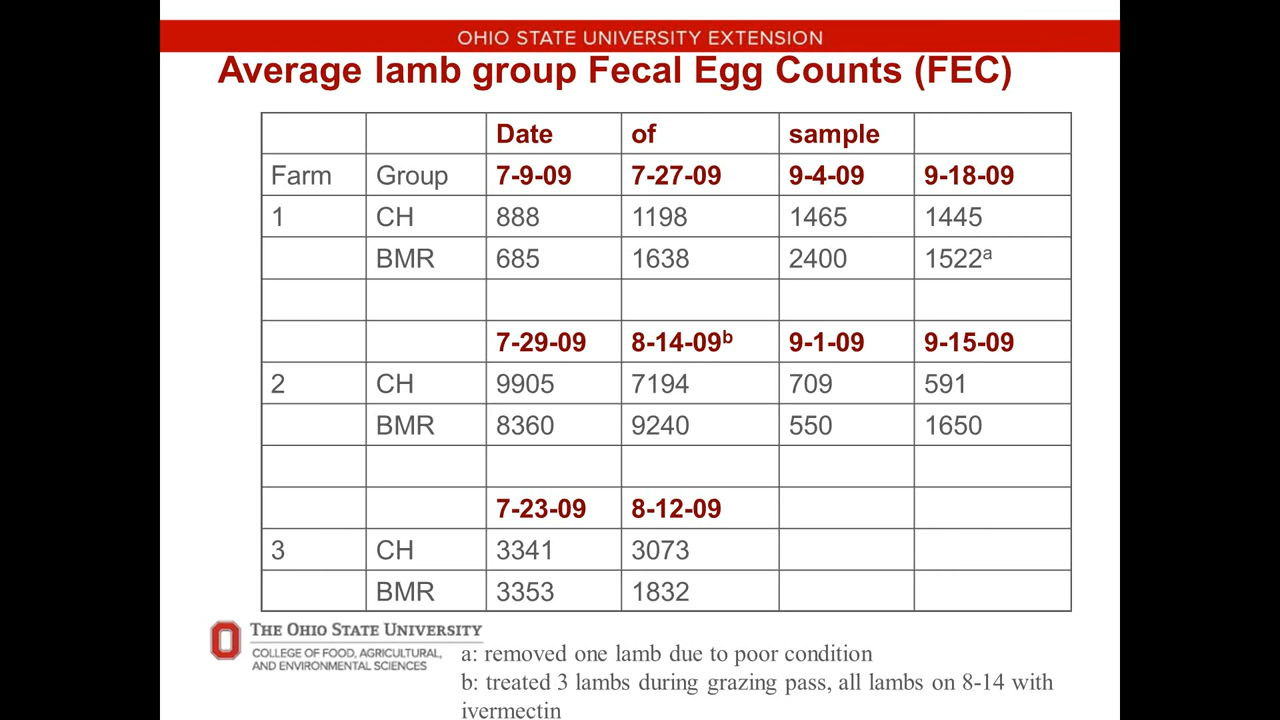 OHIO STATE UNIVERSITY EXTENSION
Average lamb group Fecal Egg Counts (FEC)
Date of sample
Farm Group 7-9-09 7-27-09 9-4-09 9-18-09
1 CH 888 1198 1465 1445
BMR 685 1638 2400 1522ᵃ
7-29-09 8-14-09ᵇ 9-1-09 9-15-09
2 CH 9905 7194 709 591
BMR 8360 9240 550 1650
7-23-09 8-12-09
3 CH 3341 3073
BMR 3353 1832
THE OHIO STATE UNIVERSITY
COLLEGE OF FOOD, AGRICULTURAL,
AND ENVIRONMENTAL SCIENCES
a: removed one lamb due to poor condition
b: treated 3 lambs during grazing pass, all lambs on 8-14 with
ivermectin